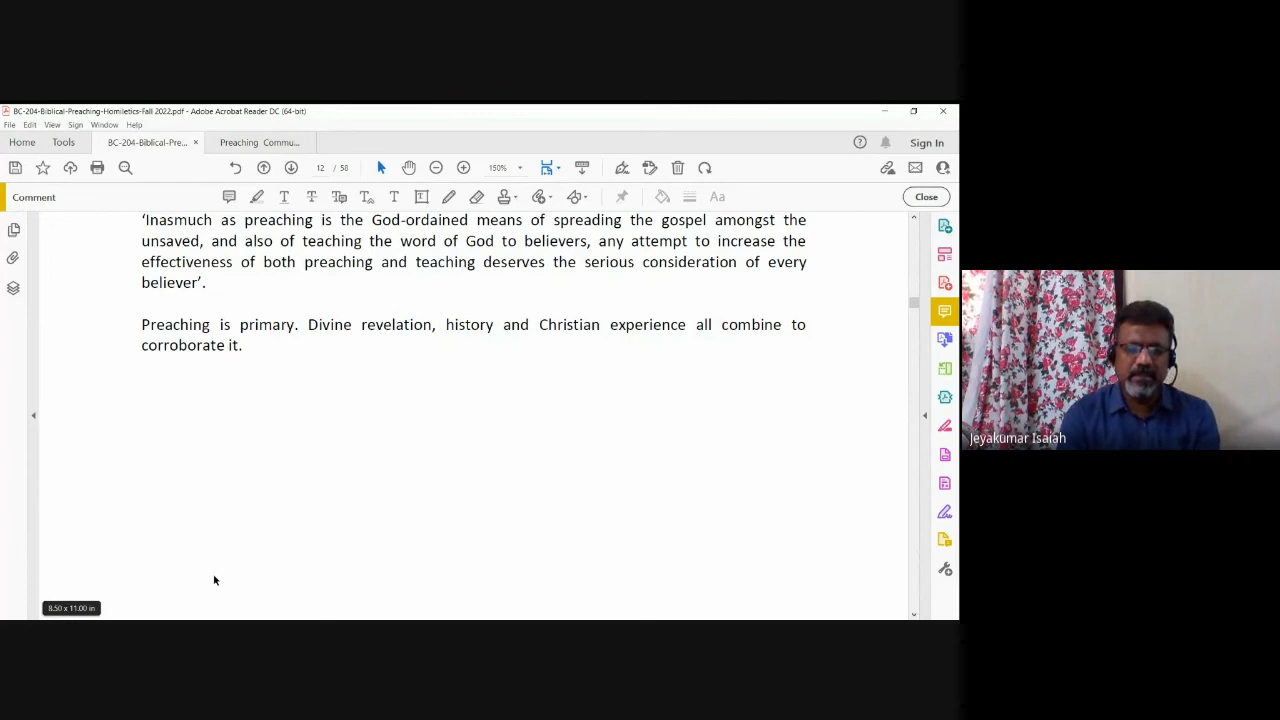 BC-204-Biblical-Preaching-Homiletics-Fall 2022.pdf - Adobe Acrobat Reader DC (64-bit)
File Edit View Sign Window Help
Home Tools BC-204-Biblical-Pre... × Preaching Commu... Sign In
12 / 58 150%
Comment Aa Close
‘Inasmuch as preaching is the God-ordained means of spreading the gospel amongst the
unsaved, and also of teaching the word of God to believers, any attempt to increase the
effectiveness of both preaching and teaching deserves the serious consideration of every
believer’.
Preaching is primary. Divine revelation, history and Christian experience all combine to
corroborate it.
Jeyakumar Isaiah
8.50 x 11.00 in